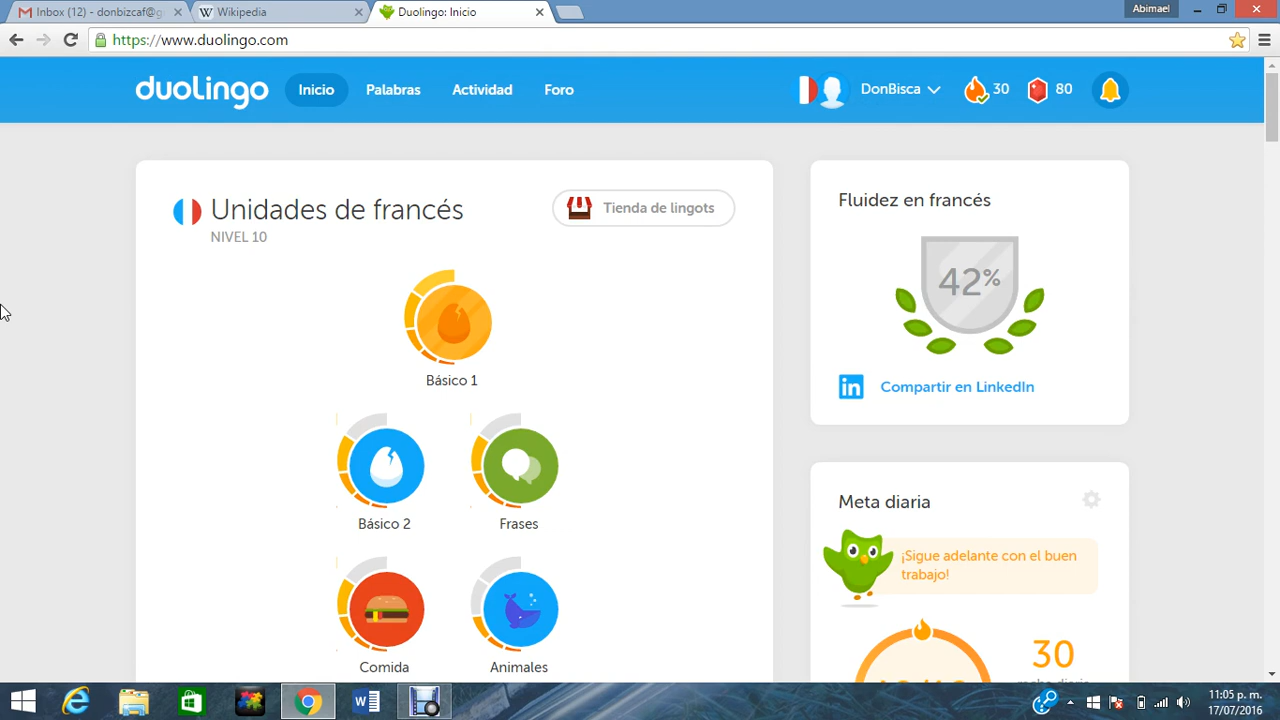 Inbox (12) - donbizcaf@g
Wikipedia
Duolingo: Inicio
Abimael
https://www.duolingo.com
duolingo
Inicio
Palabras
Actividad
Foro
DonBisca
30
80
Unidades de francés
NIVEL 10
Tienda de lingots
Básico 1
Básico 2
Frases
Comida
Animales
Fluidez en francés
42%
in
Compartir en LinkedIn
Meta diaria
¡Sigue adelante con el buen
trabajo!
30
11:05 p. m.
17/07/2016